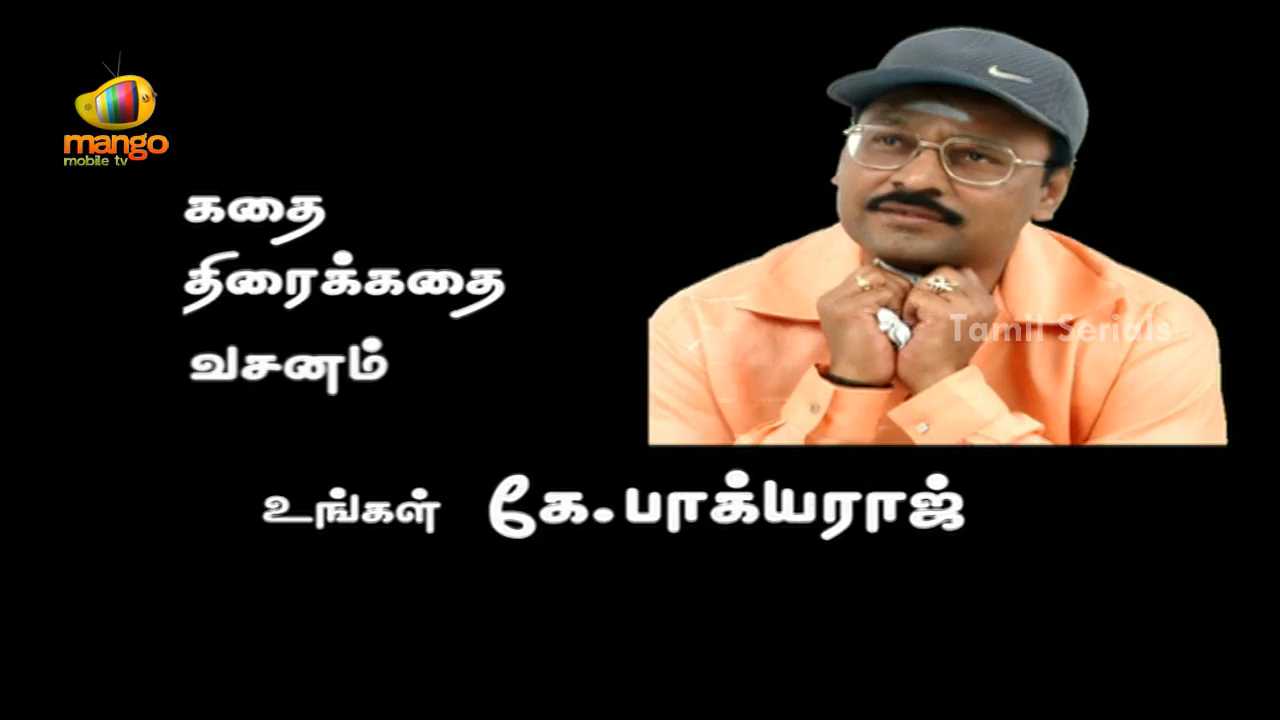 mango
mobile tv
கதை
திரைக்கதை
வசனம்
Tamil Serials
உங்கள் கே.பாக்யராஜ்